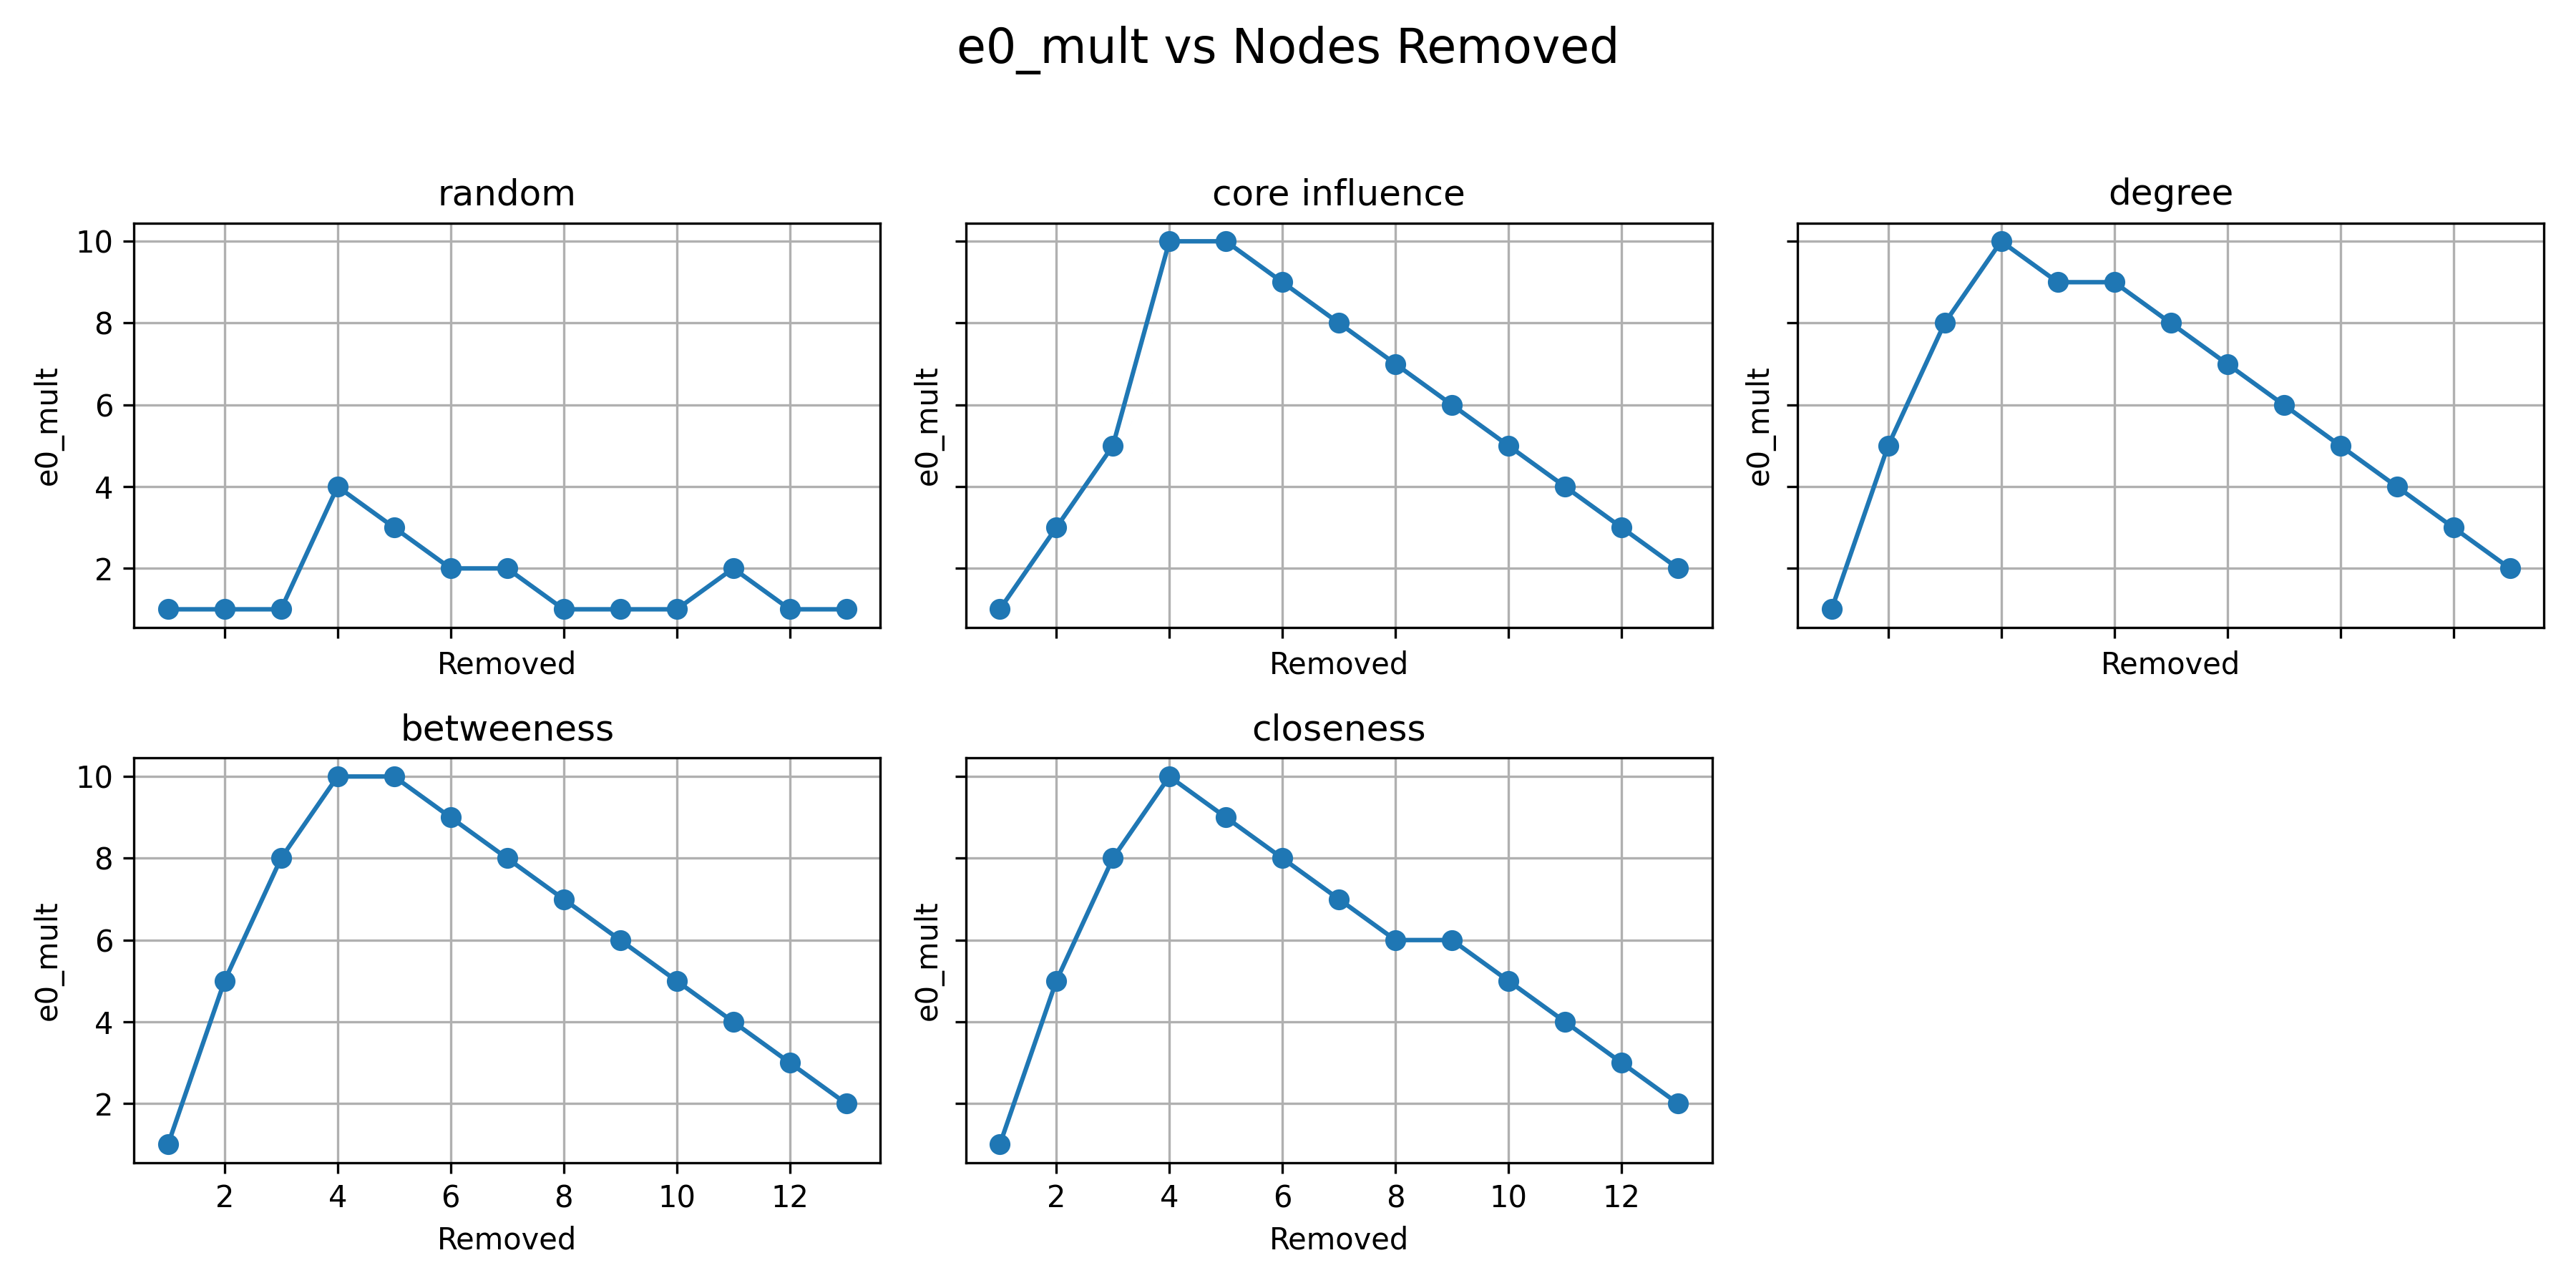 e0_mult vs Nodes Removed
random
10
8
6
4
2
e0_mult
Removed
core influence
e0_mult
Removed
degree
e0_mult
Removed
betweeness
10
8
6
4
2
e0_mult
2 4 6 8 10 12
Removed
closeness
e0_mult
2 4 6 8 10 12
Removed